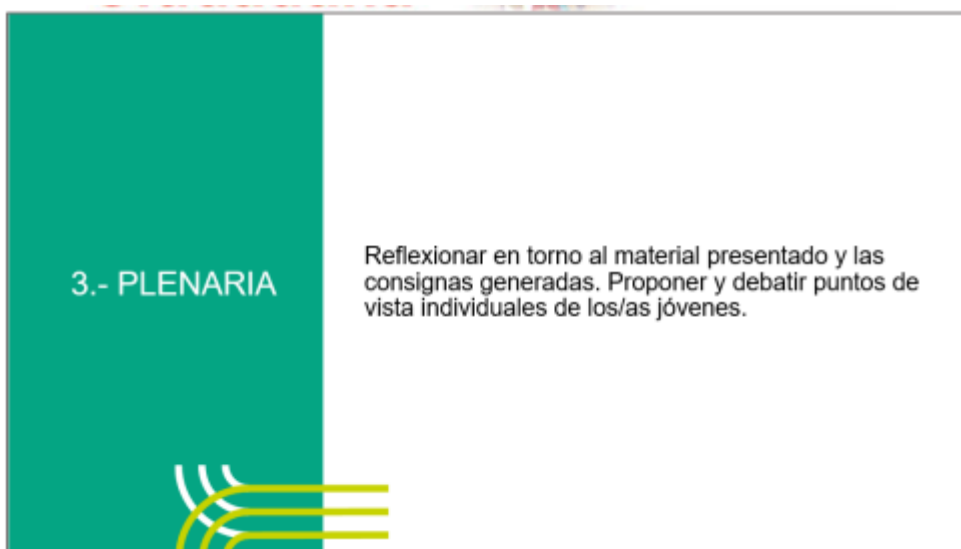 3.- PLENARIA
Reflexionar en torno al material presentado y las
consignas generadas. Proponer y debatir puntos de
vista individuales de los/as jóvenes.